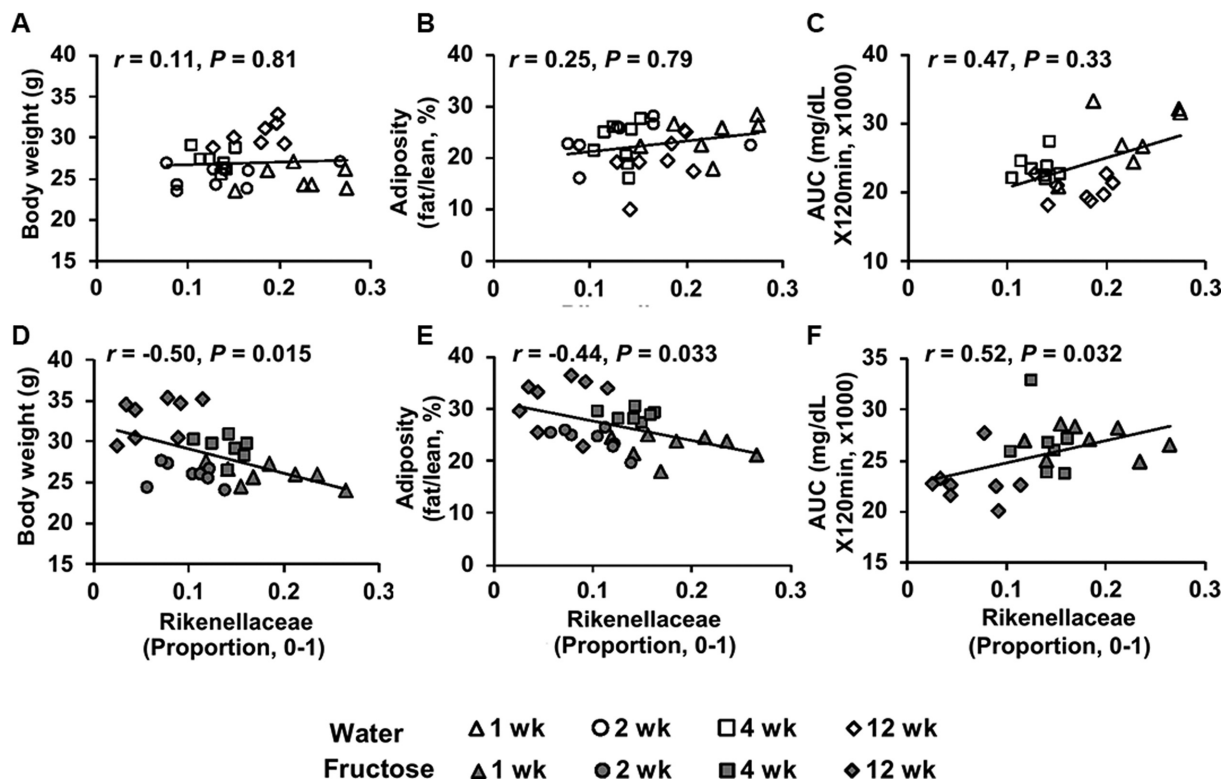 A
r = 0.11, P = 0.81
Body weight (g)
40
35
30
25
20
15
0
0.1
0.2
0.3
B
r = 0.25, P = 0.79
Adiposity
(fat/lean, %)
40
30
20
10
0
0
0.1
0.2
0.3
C
r = 0.47, P = 0.33
AUC (mg/dL
X120min, x1000)
40
30
20
10
0
0.1
0.2
0.3
D
r = -0.50, P = 0.015
Body weight (g)
40
35
30
25
20
15
0
0.1
0.2
0.3
Rikenellaceae
(Proportion, 0-1)
E
r = -0.44, P = 0.033
Adiposity
(fat/lean, %)
40
30
20
10
0
0
0.1
0.2
0.3
Rikenellaceae
(Proportion, 0-1)
F
r = 0.52, P = 0.032
AUC (mg/dL
X120min, x1000)
35
30
25
20
15
0
0.1
0.2
0.3
Rikenellaceae
(Proportion, 0-1)
Water 1 wk 2 wk 4 wk 12 wk
Fructose 1 wk 2 wk 4 wk 12 wk